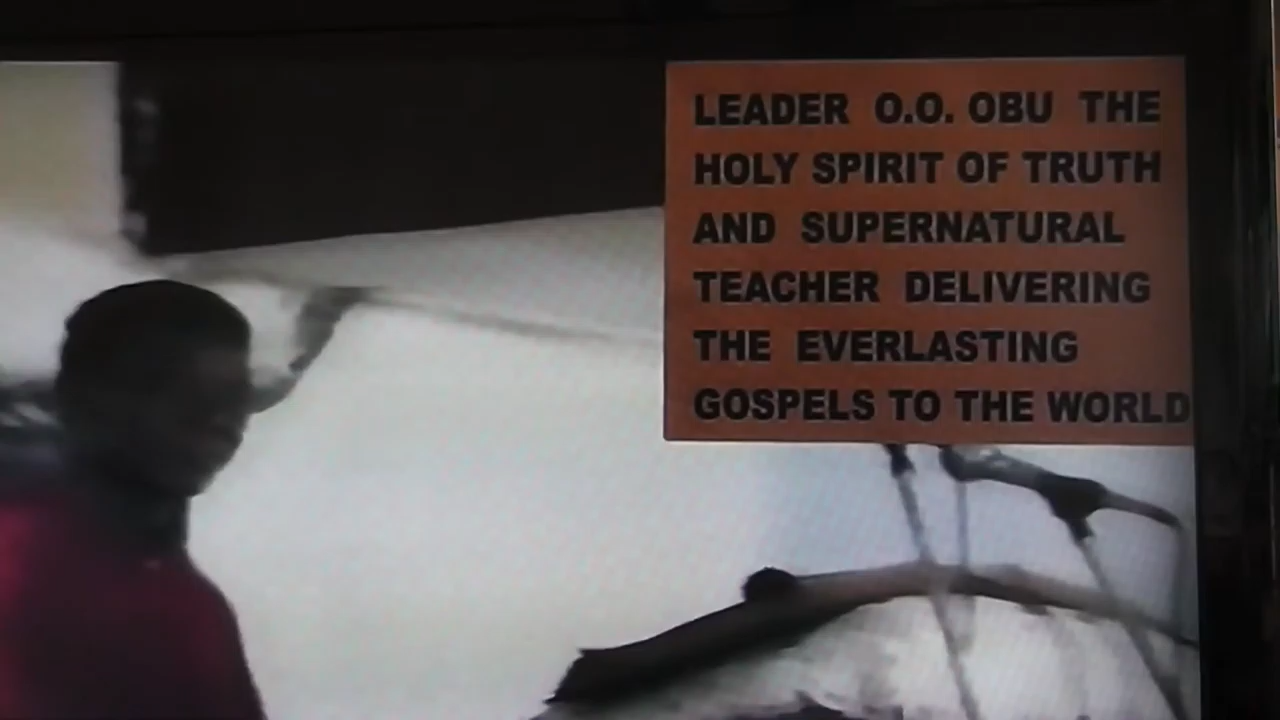 LEADER O.O. OBU THE
HOLY SPIRIT OF TRUTH
AND SUPERNATURAL
TEACHER DELIVERING
THE EVERLASTING
GOSPELS TO THE WORLD